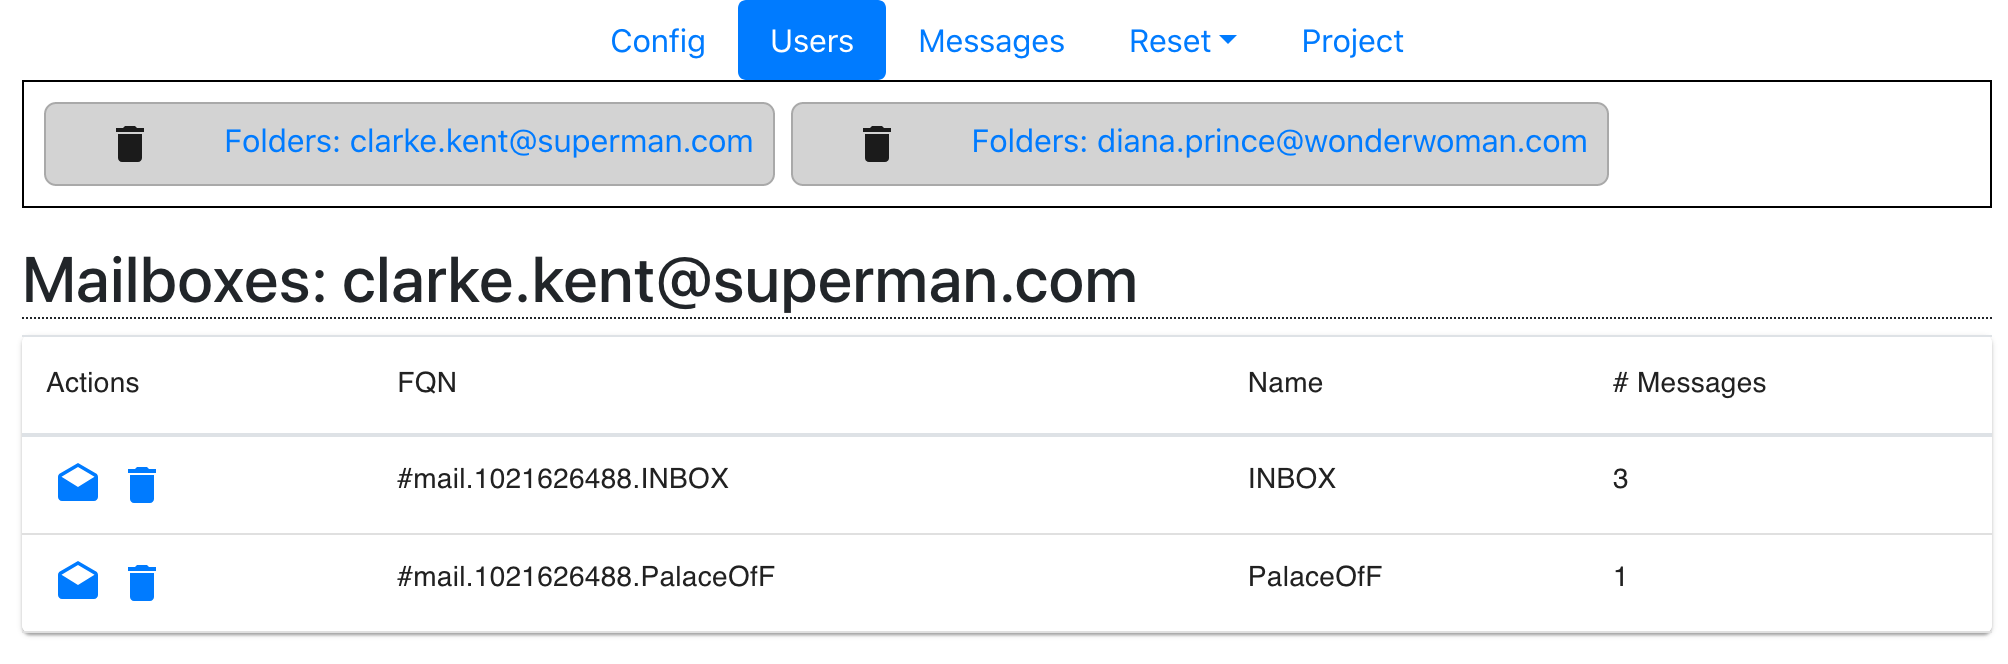 Config Users Messages Reset Project
Folders: clarke.kent@superman.com Folders: diana.prince@wonderwoman.com
Mailboxes: clarke.kent@superman.com
Actions FQN Name # Messages
#mail.1021626488.INBOX INBOX 3
#mail.1021626488.PalaceOfF PalaceOfF 1